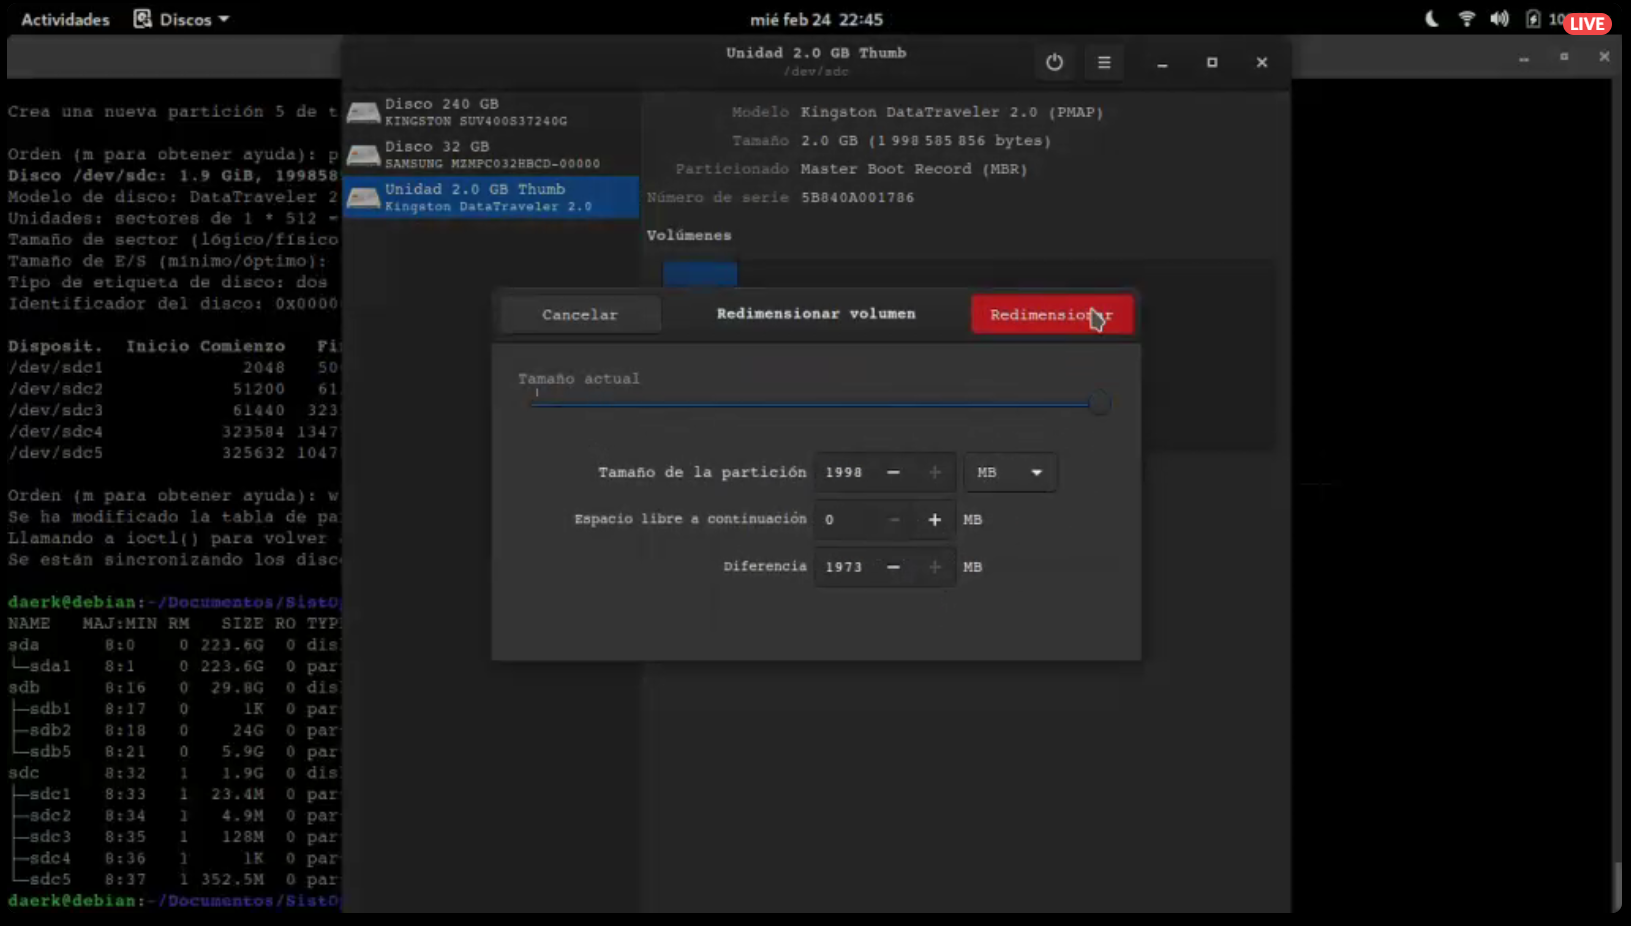 Actividades Discos mié feb 24 22:45 LIVE
Unidad 2.0 GB Thumb
/dev/sdc
Crea una nueva partición 5 de t
Orden (m para obtener ayuda): p
Disco /dev/sdc: 1.9 GiB, 199858
Modelo de disco: DataTraveler 2
Unidades: sectores de 1 * 512 =
Tamaño de sector (lógico/físico
Tamaño de E/S (mínimo/óptimo):
Tipo de etiqueta de disco: dos
Identificador del disco: 0x0000
Disposit. Inicio Comienzo Fi
/dev/sdc1 2048 50
/dev/sdc2 51200 61
/dev/sdc3 61440 323
/dev/sdc4 323584 1347
/dev/sdc5 325632 1047
Orden (m para obtener ayuda): w
Se ha modificado la tabla de pa
Llamando a ioctl() para volver
Se están sincronizando los disc
daerk@debian:~/Documentos/SistO
NAME MAJ:MIN RM SIZE RO TYP
sda 8:0 0 223.6G 0 dis
└─sda1 8:1 0 223.6G 0 par
sdb 8:16 0 29.8G 0 dis
├─sdb1 8:17 0 1K 0 par
├─sdb2 8:18 0 24G 0 par
└─sdb5 8:21 0 5.9G 0 par
sdc 8:32 1 1.9G 0 dis
├─sdc1 8:33 1 23.4M 0 par
├─sdc2 8:34 1 4.9M 0 par
├─sdc3 8:35 1 128M 0 par
├─sdc4 8:36 1 1K 0 par
└─sdc5 8:37 1 352.5M 0 par
daerk@debian:~/Documentos/SistO
Disco 240 GB
KINGSTON SUV400S37240G
Disco 32 GB
SAMSUNG MZMPC032HBCD-00000
Unidad 2.0 GB Thumb
Kingston DataTraveler 2.0
Modelo Kingston DataTraveler 2.0 (PMAP)
Tamaño 2.0 GB (1 998 585 856 bytes)
Particionado Master Boot Record (MBR)
Número de serie 5B840A001786
Volúmenes
Cancelar Redimensionar volumen Redimensionar
Tamaño actual
Tamaño de la partición 1998 − + MB
Espacio libre a continuación 0 − + MB
Diferencia 1973 − + MB